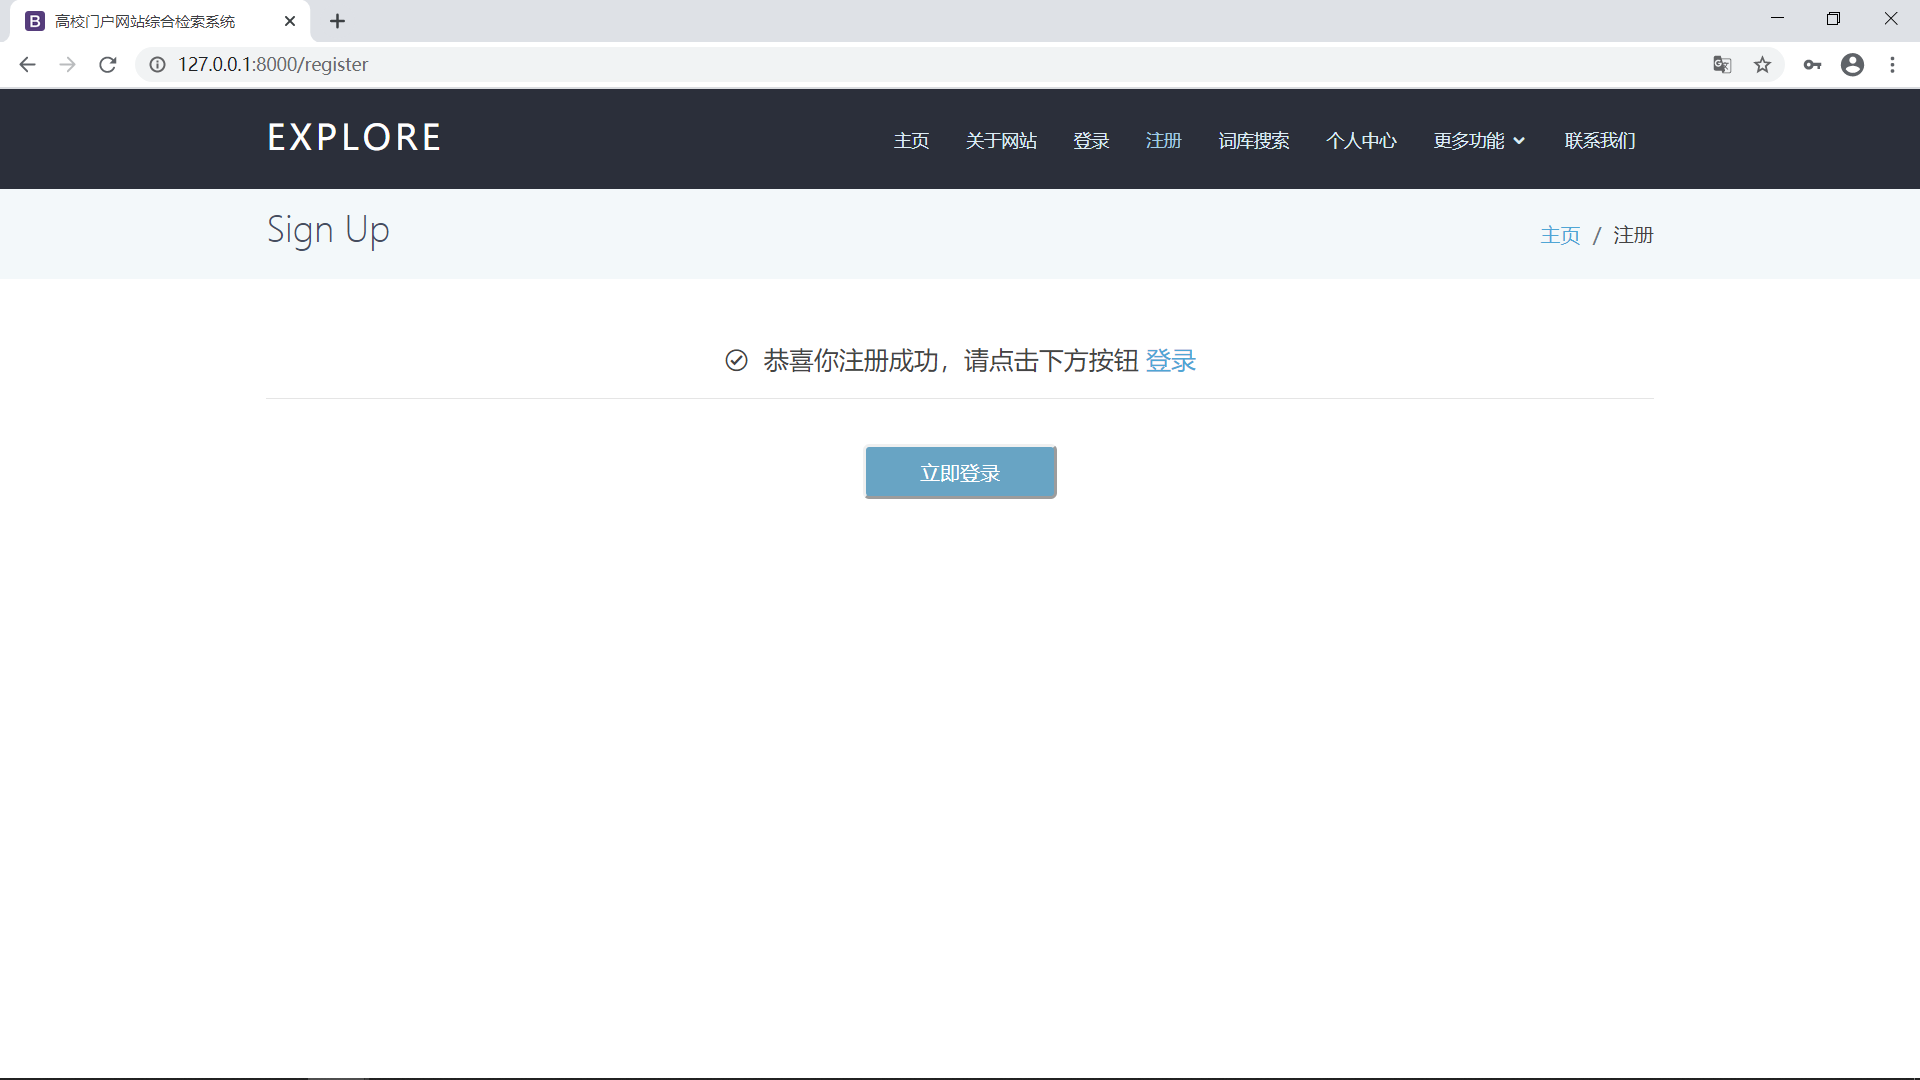 高校门户网站综合检索系统
127.0.0.1:8000/register
EXPLORE
主页 关于网站 登录 注册 词库搜索 个人中心 更多功能 联系我们
Sign Up
主页 / 注册
恭喜你注册成功，请点击下方按钮 登录
立即登录